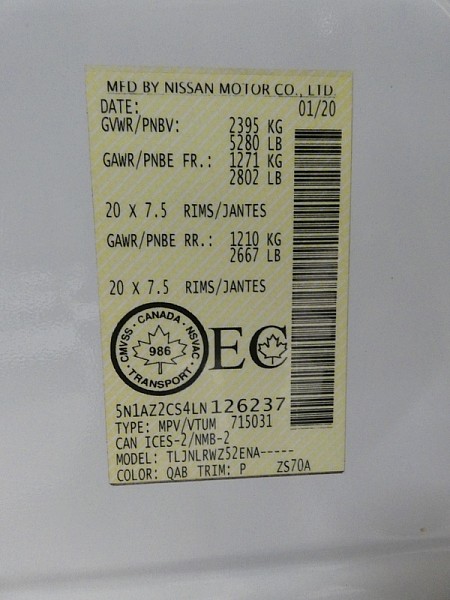 MFD BY NISSAN MOTOR CO., LTD.
DATE: 01/20
GVWR/PNBV: 2395 KG
5280 LB
GAWR/PNBE FR.: 1271 KG
2802 LB
20 X 7.5 RIMS/JANTES
GAWR/PNBE RR.: 1210 KG
2667 LB
20 X 7.5 RIMS/JANTES
CMVSS · CANADA · NSVAC
986
· TRANSPORT ·
EC
5N1AZ2CS4LN126237
TYPE: MPV/VTUM 715031
CAN ICES-2/NMB-2
MODEL: TLJNLRWZ52ENA-----
COLOR: QAB TRIM: P ZS70A